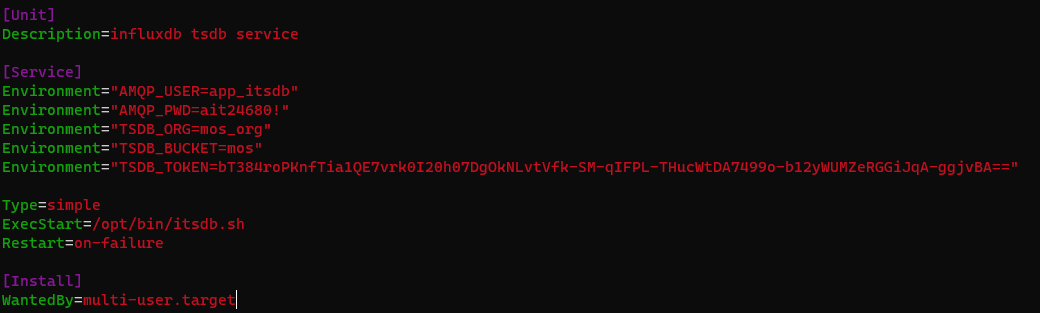 [Unit]
Description=influxdb tsdb service
[Service]
Environment="AMQP_USER=app_itsdb"
Environment="AMQP_PWD=ait24680!"
Environment="TSDB_ORG=mos_org"
Environment="TSDB_BUCKET=mos"
Environment="TSDB_TOKEN=bT384roPKnfTia1QE7vrk0I20h07DgOkNLvtVfk-SM-qIFPL-THucWtDA7499o-b12yWUMZeRGGiJqA-ggjvBA=="
Type=simple
ExecStart=/opt/bin/itsdb.sh
Restart=on-failure
[Install]
WantedBy=multi-user.target